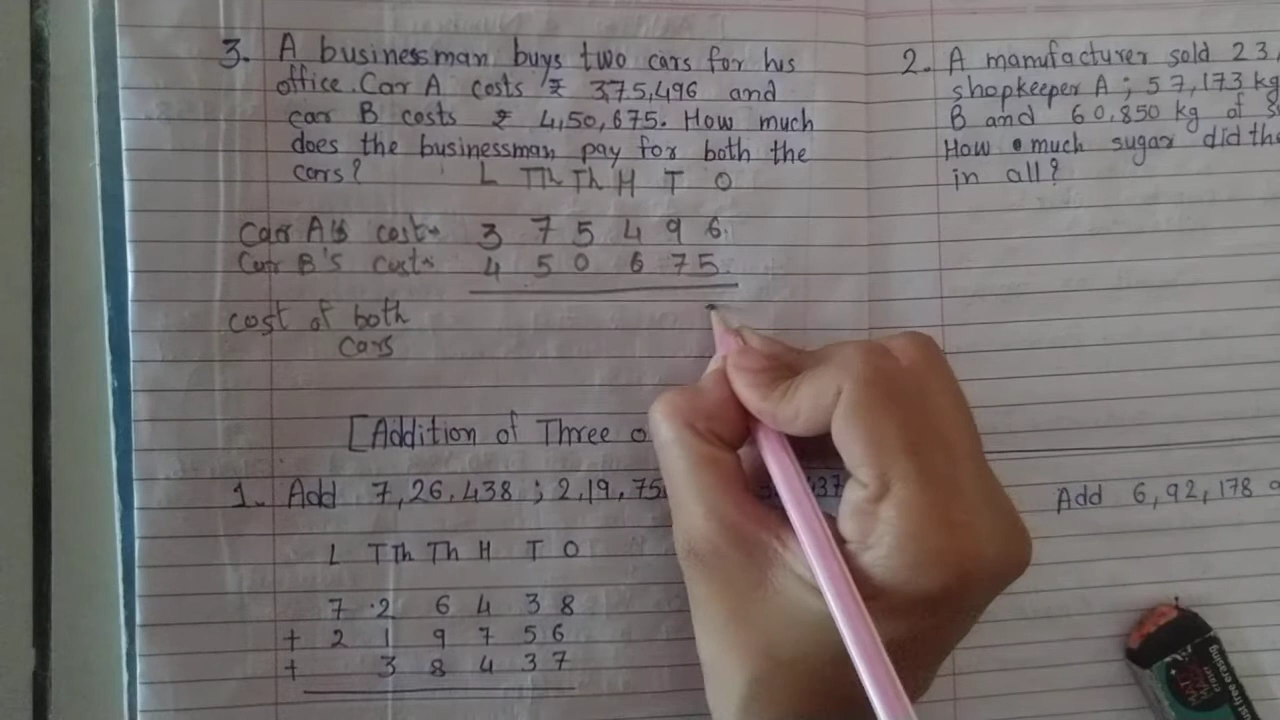 3. A businessman buys two cars for his
office. Car A costs ₹ 375,496 and
car B costs ₹ 4,50,675. How much
does the businessman pay for both the
cars?
L TTh Th H T O
Car A's cost- 3 7 5 4 9 6
Car B's cost- 4 5 0 6 7 5
cost of both
cars
[Addition of Three
1. Add 7,26,438 ; 2,19,75
L TTh Th H T O
7 2 6 4 3 8
+ 2 1 9 7 5 6
+ 3 8 4 3 7
2. A manufacturer sold 23,
shopkeeper A ; 57,173 kg
B and 60,850 kg of
How much sugar did the
in all?
Add 6,92,178